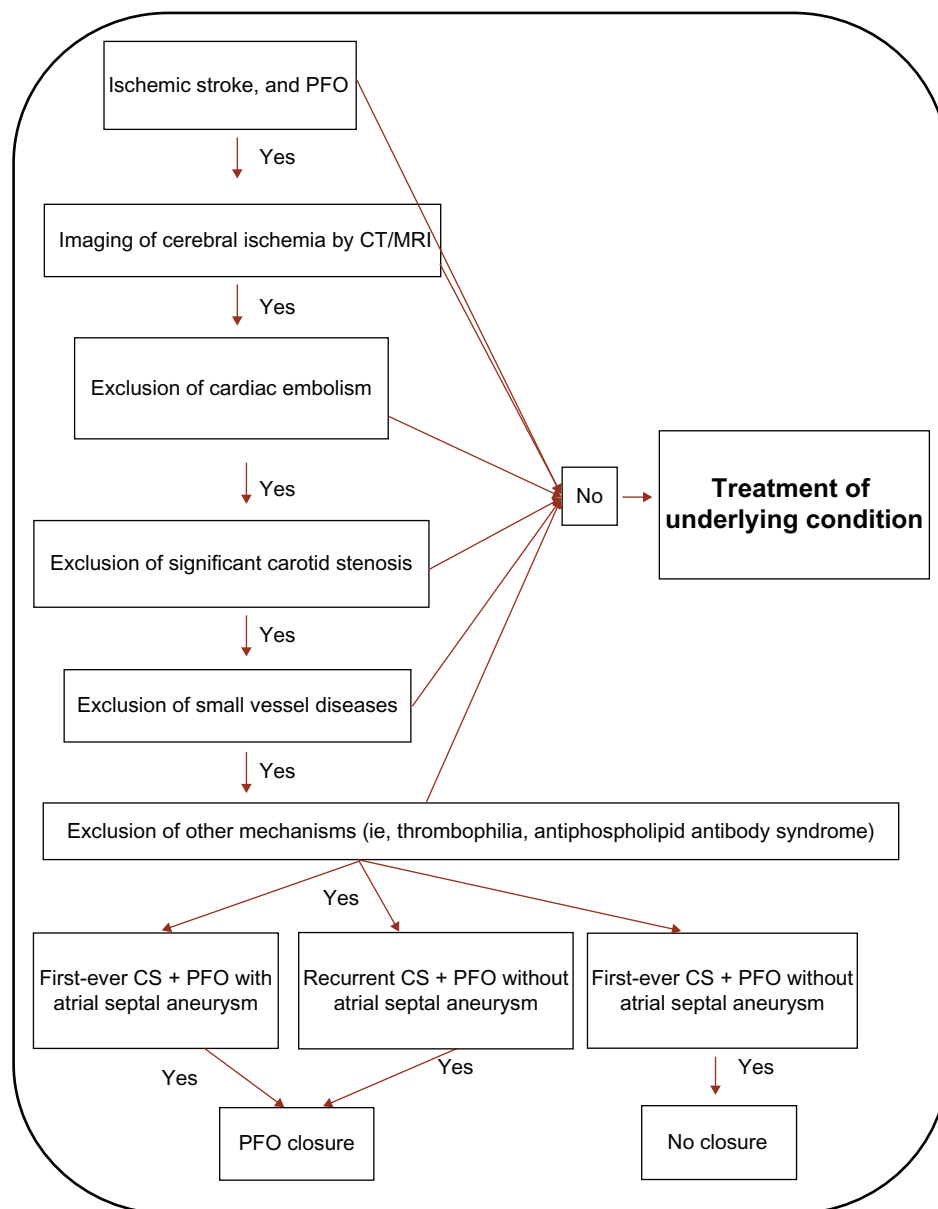 Ischemic stroke, and PFO
Yes
Imaging of cerebral ischemia by CT/MRI
Yes
Exclusion of cardiac embolism
Yes
No
Treatment of
underlying condition
Exclusion of significant carotid stenosis
Yes
Exclusion of small vessel diseases
Yes
Exclusion of other mechanisms (ie, thrombophilia, antiphospholipid antibody syndrome)
Yes
First-ever CS + PFO with
atrial septal aneurysm
Recurrent CS + PFO without
atrial septal aneurysm
First-ever CS + PFO without
atrial septal aneurysm
Yes
Yes
Yes
PFO closure
No closure